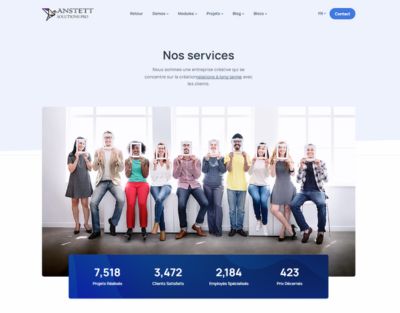 ANSTETT
SOLUTIONS PRO
Retour Demos Modules Projets Blog Blocs FR Contact
Nos services
Nous sommes une entreprise créative qui se
concentre sur la création relations à long terme avec
les clients.
7,518 3,472 2,184 423
Projets Réalisés Clients Satisfaits Employés Spécialisés Prix Décernés